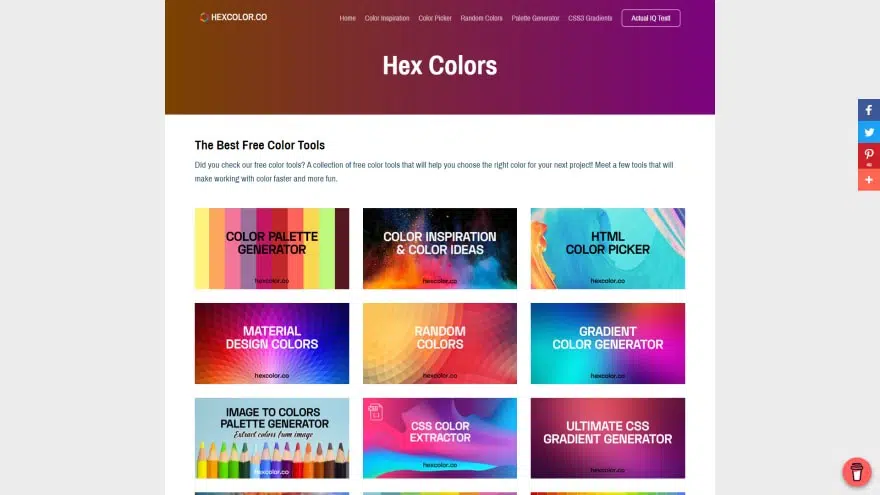 HEXCOLOR.CO
Home Color Inspiration Color Picker Random Colors Palette Generator CSS3 Gradients Actual IQ Test!
Hex Colors
The Best Free Color Tools
Did you check our free color tools? A collection of free color tools that will help you choose the right color for your next project! Meet a few tools that will
make working with color faster and more fun.
COLOR PALETTE
GENERATOR
hexcolor.co
COLOR INSPIRATION
& COLOR IDEAS
hexcolor.co
HTML
COLOR PICKER
hexcolor.co
MATERIAL
DESIGN COLORS
hexcolor.co
RANDOM
COLORS
hexcolor.co
GRADIENT
COLOR GENERATOR
hexcolor.co
IMAGE TO COLORS
PALETTE GENERATOR
Extract colors from image
hexcolor.co
CSS COLOR
EXTRACTOR
hexcolor.co
ULTIMATE CSS
GRADIENT GENERATOR